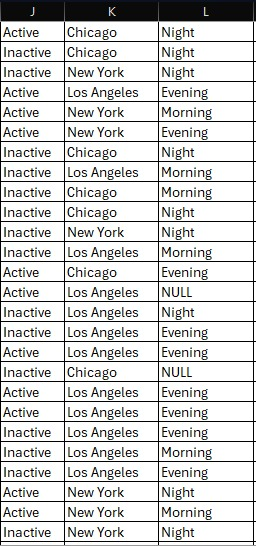 J K L
Active Chicago Night
Inactive Chicago Night
Inactive New York Night
Active Los Angeles Evening
Active New York Morning
Active New York Evening
Inactive Chicago Night
Inactive Los Angeles Morning
Inactive Chicago Morning
Inactive Chicago Night
Inactive New York Night
Inactive Los Angeles Morning
Active Chicago Evening
Active Los Angeles NULL
Inactive Los Angeles Night
Inactive Los Angeles Evening
Active Los Angeles Evening
Inactive Chicago NULL
Active Los Angeles Evening
Active Los Angeles Evening
Inactive Los Angeles Evening
Inactive Los Angeles Morning
Inactive Los Angeles Evening
Active New York Night
Active New York Morning
Inactive New York Night